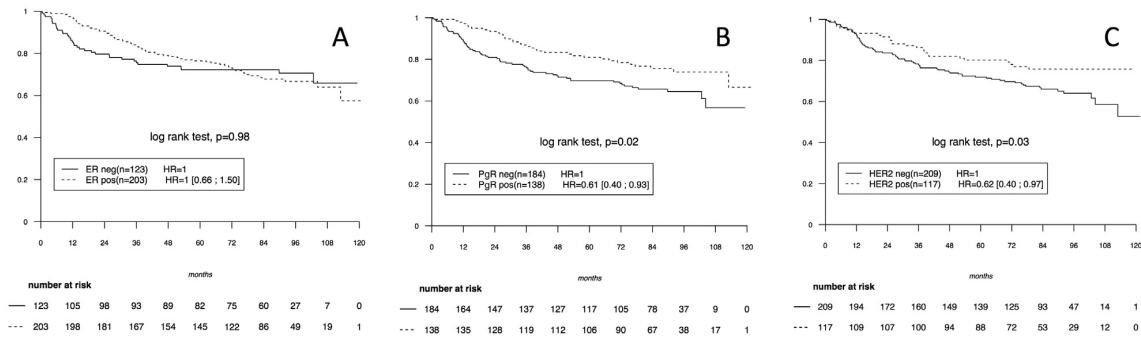 A
1
0.8
0.6
0.4
0.2
0
log rank test, p=0.98
ER neg(n=123) HR=1
ER pos(n=203) HR=1 [0.66 ; 1.50]
0 12 24 36 48 60 72 84 96 108 120
months
number at risk
123 105 98 93 89 82 75 60 27 7 0
203 198 181 167 154 145 122 86 49 19 1
B
1
0.8
0.6
0.4
0.2
0
log rank test, p=0.02
PgR neg(n=184) HR=1
PgR pos(n=138) HR=0.61 [0.40 ; 0.93]
0 12 24 36 48 60 72 84 96 108 120
months
number at risk
184 164 147 137 127 117 105 78 37 9 0
138 135 128 119 112 106 90 67 38 17 1
C
1
0.8
0.6
0.4
0.2
0
log rank test, p=0.03
HER2 neg(n=209) HR=1
HER2 pos(n=117) HR=0.62 [0.40 ; 0.97]
0 12 24 36 48 60 72 84 96 108 120
months
number at risk
209 194 172 160 149 139 125 93 47 14 1
117 109 107 100 94 88 72 53 29 12 0